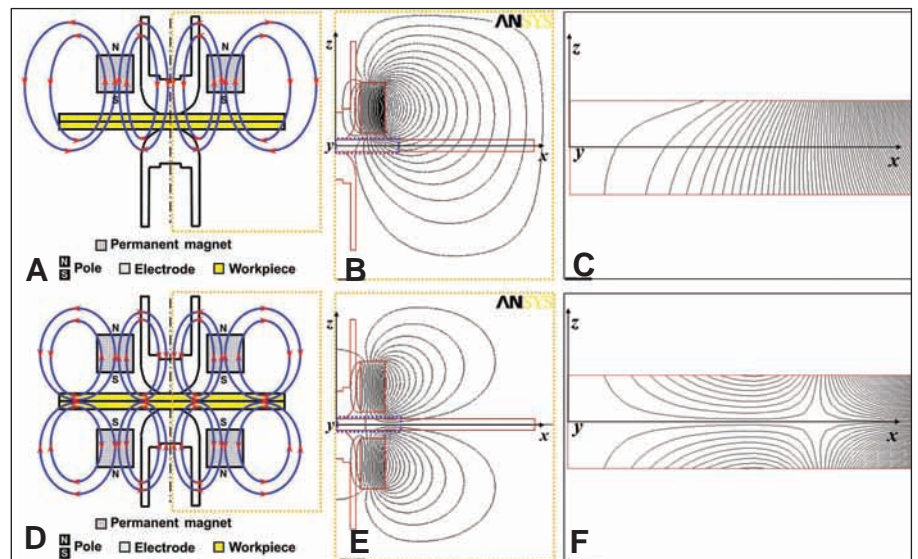 N N
S S
A
Permanent magnet
N
S Pole Electrode Workpiece
ANSYS
z
y x
B
z
y x
C
N N
S S
S S
N N
D
Permanent magnet
N
S Pole Electrode Workpiece
ANSYS
z
y x
E
z
y x
F